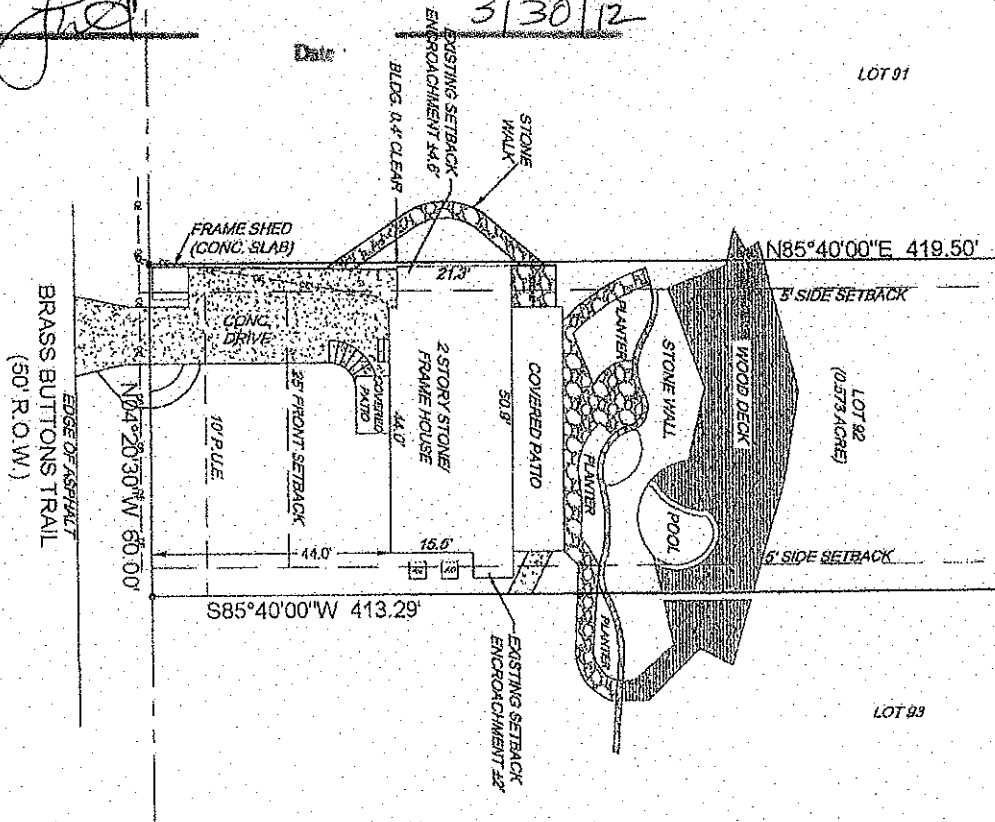 3/30/12
Date
LOT 91
EXISTING SETBACK
ENCROACHMENT ±4.6'
BLDG. 0.4' CLEAR
STONE
WALK
FRAME SHED
(CONC. SLAB)
N85°40'00"E 419.50'
21.3'
5' SIDE SETBACK
CONC.
DRIVE
COVERED
PATIO
44.0'
2 STORY STONE/
FRAME HOUSE
50.8'
COVERED PATIO
PLANTER
STONE WALL
WOOD DECK
LOT 92
(0.573 ACRE)
PLANTER
POOL
BRASS BUTTONS TRAIL
(50' R.O.W.)
EDGE OF ASPHALT
N04°20'30"W 60.00'
10' P.U.E.
25' FRONT SETBACK
44.0'
15.6'
5' SIDE SETBACK
S85°40'00"W 413.29'
PLANTER
EXISTING SETBACK
ENCROACHMENT ±2'
LOT 93